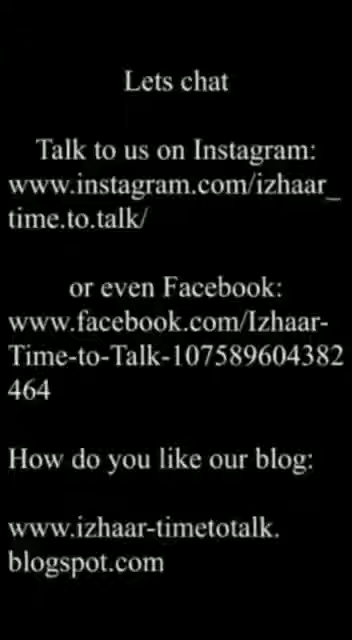 Lets chat
Talk to us on Instagram:
www.instagram.com/izhaar_
time.to.talk/
or even Facebook:
www.facebook.com/Izhaar-
Time-to-Talk-107589604382
464
How do you like our blog:
www.izhaar-timetotalk.
blogspot.com